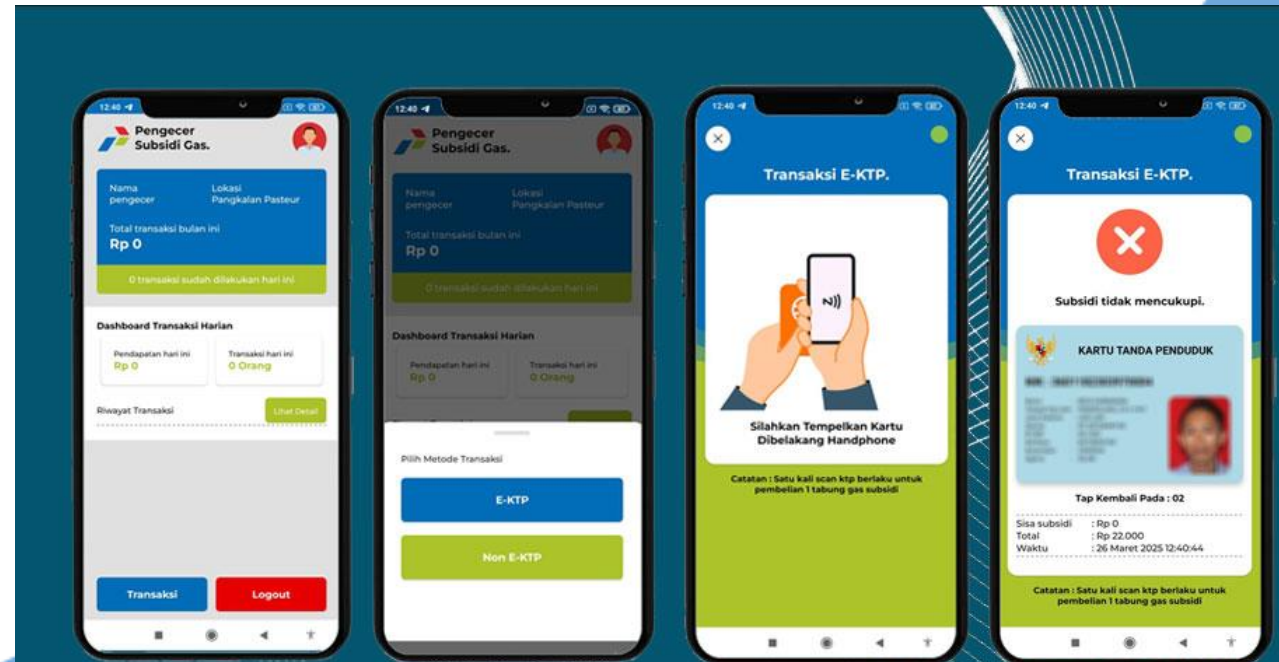 12:40
Pengecer
Subsidi Gas.
Nama
pengecer
Lokasi
Pangkalan Pasteur
Total transaksi bulan ini
Rp 0
0 transaksi sudah dilakukan hari ini
Dashboard Transaksi Harian
Pendapatan hari ini
Rp 0
Transaksi hari ini
0 Orang
Riwayat Transaksi
Lihat Detail
Transaksi
Logout
12:40
Pengecer
Subsidi Gas.
Nama
pengecer
Lokasi
Pangkalan Pasteur
Total transaksi bulan ini
Rp 0
0 transaksi sudah dilakukan hari ini
Dashboard Transaksi Harian
Pendapatan hari ini
Rp 0
Transaksi hari ini
0 Orang
Pilih Metode Transaksi
E-KTP
Non E-KTP
12:40
Transaksi E-KTP.
Silahkan Tempelkan Kartu
Dibelakang Handphone
Catatan : Satu kali scan ktp berlaku untuk
pembelian 1 tabung gas subsidi
12:40
Transaksi E-KTP.
Subsidi tidak mencukupi.
KARTU TANDA PENDUDUK
Tap Kembali Pada : 02
Sisa subsidi : Rp 0
Total : Rp 22.000
Waktu : 26 Maret 2025 12:40:44
Catatan : Satu kali scan ktp berlaku untuk
pembelian 1 tabung gas subsidi